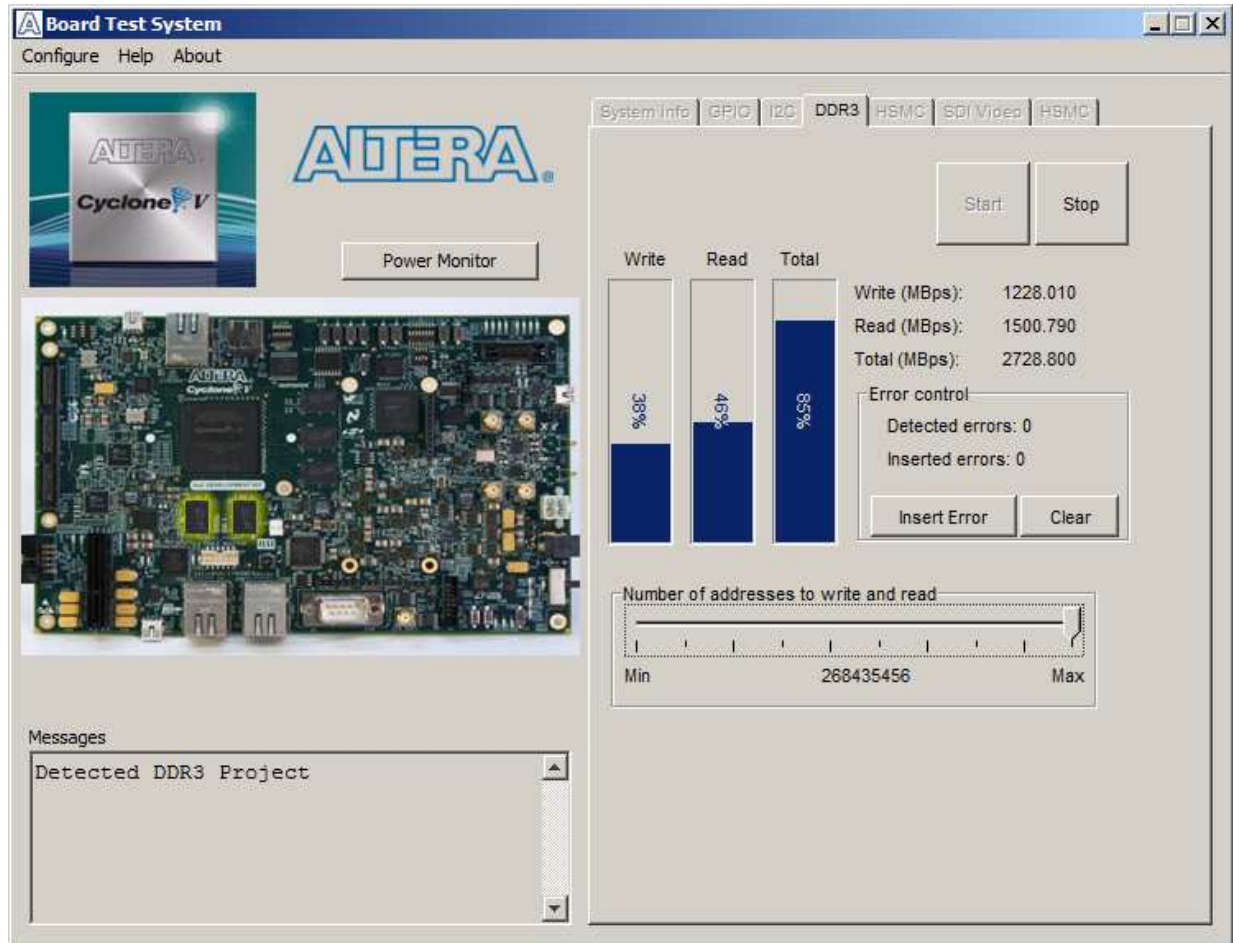 Board Test System
Configure Help About
ALTERA
Cyclone V
ALTERA®
Power Monitor
ALTERA
Cyclone V
Messages
Detected DDR3 Project
System Info GPIO I2C DDR3 HSMC SDI Video HSMC
Start Stop
Write Read Total
38% 46% 85%
Write (MBps): 1228.010
Read (MBps): 1500.790
Total (MBps): 2728.800
Error control
Detected errors: 0
Inserted errors: 0
Insert Error Clear
Number of addresses to write and read
Min 268435456 Max